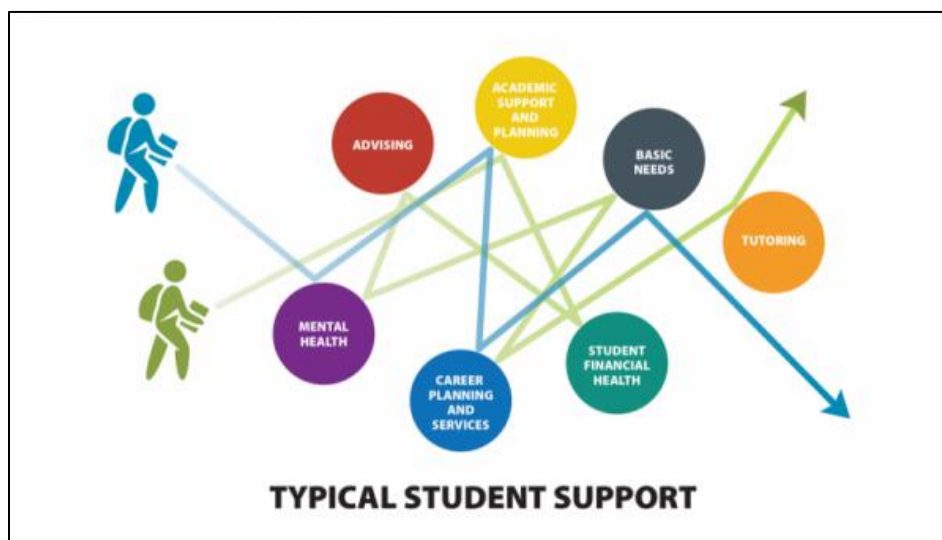 ACADEMIC
SUPPORT
AND
PLANNING
ADVISING
BASIC
NEEDS
TUTORING
MENTAL
HEALTH
STUDENT
FINANCIAL
HEALTH
CAREER
PLANNING
AND
SERVICES
TYPICAL STUDENT SUPPORT